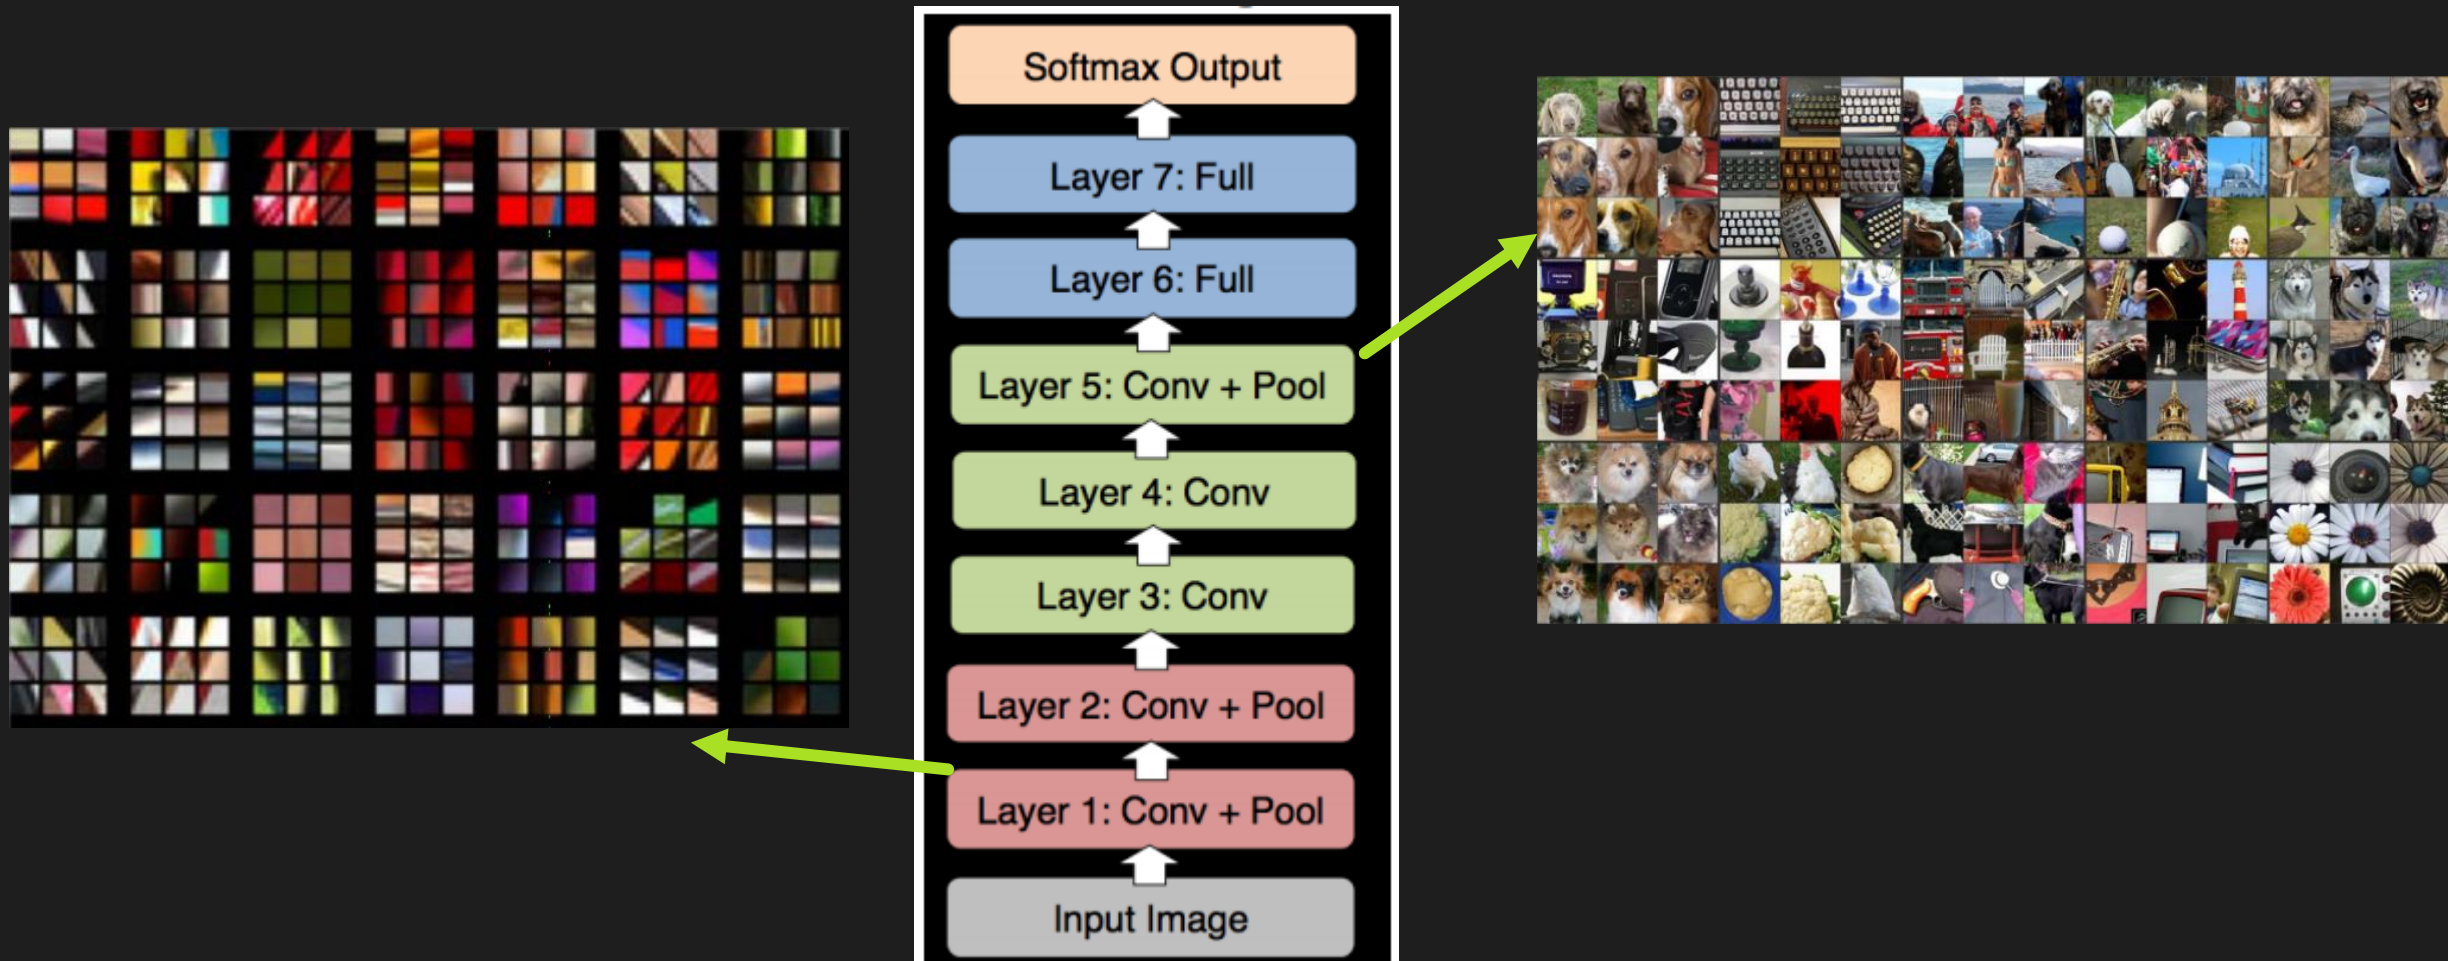 Softmax Output
Layer 7: Full
Layer 6: Full
Layer 5: Conv + Pool
Layer 4: Conv
Layer 3: Conv
Layer 2: Conv + Pool
Layer 1: Conv + Pool
Input Image